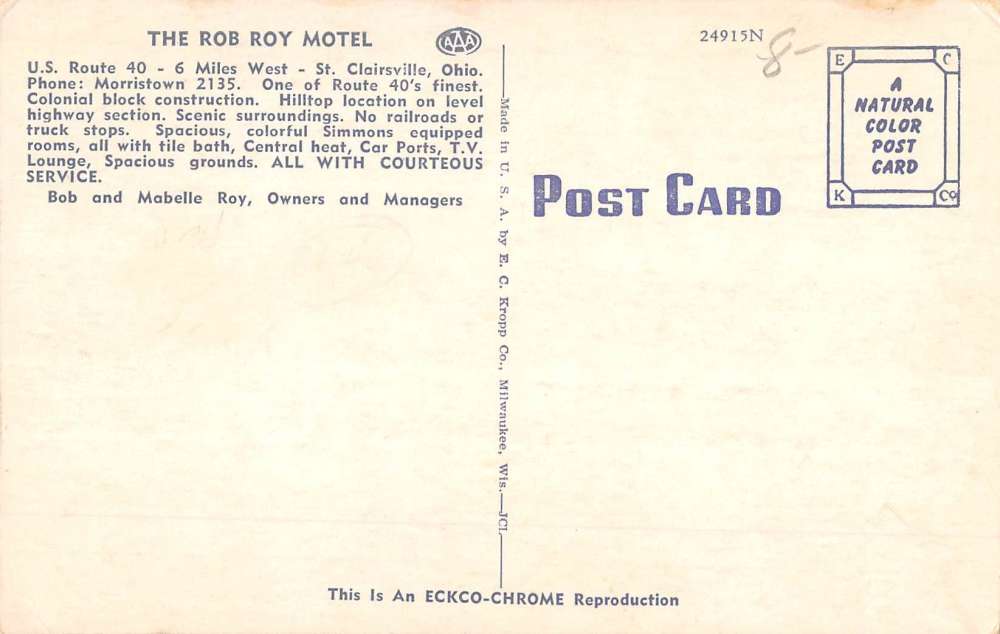 THE ROB ROY MOTEL
AAA
U.S. Route 40 - 6 Miles West - St. Clairsville, Ohio.
Phone: Morristown 2135. One of Route 40's finest.
Colonial block construction. Hilltop location on level
highway section. Scenic surroundings. No railroads or
truck stops. Spacious, colorful Simmons equipped
rooms, all with tile bath, Central heat, Car Ports, T.V.
Lounge, Spacious grounds. ALL WITH COURTEOUS
SERVICE.
Bob and Mabelle Roy, Owners and Managers
Made in U. S. A. by E. C. Kropp Co., Milwaukee, Wis.—JCL
24915N
8-
POST CARD
E C
A
NATURAL
COLOR
POST
CARD
K Co
This Is An ECKCO-CHROME Reproduction